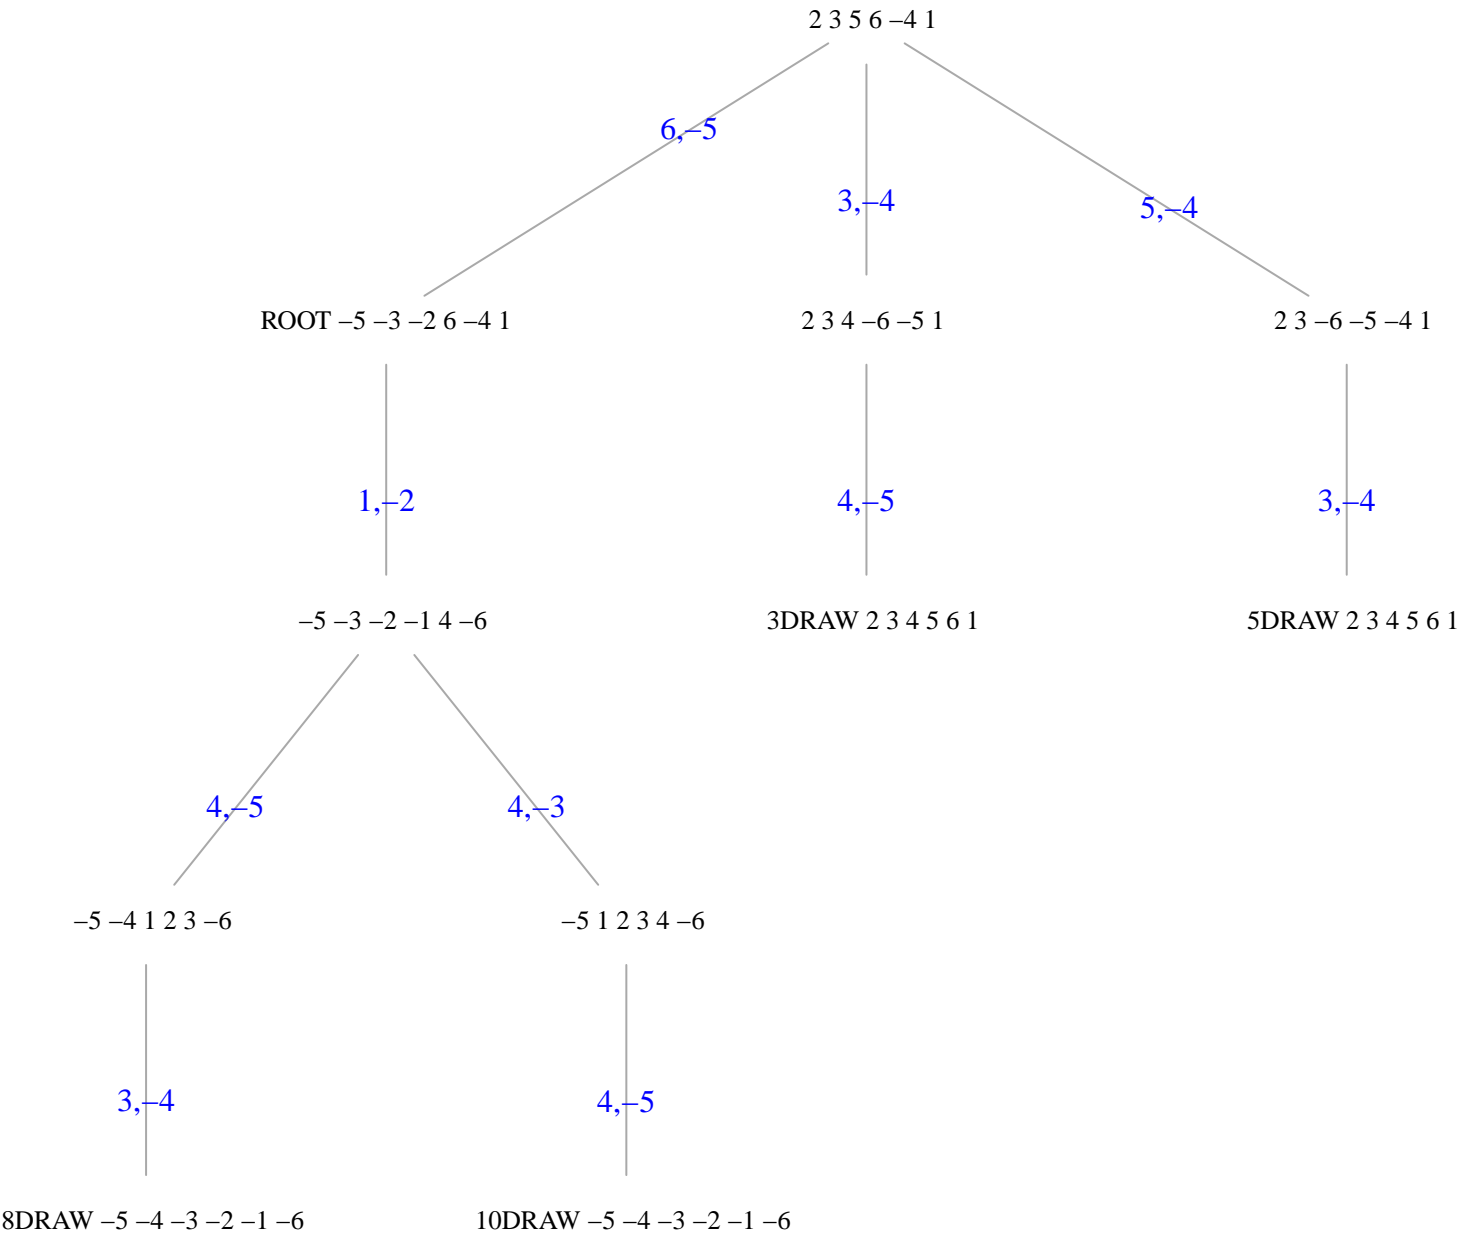 2 3 5 6 –4 1
6,–5
3,–4
5,–4
ROOT –5 –3 –2 6 –4 1
2 3 4 –6 –5 1
2 3 –6 –5 –4 1
1,–2
4,–5
3,–4
–5 –3 –2 –1 4 –6
3DRAW 2 3 4 5 6 1
5DRAW 2 3 4 5 6 1
4,–5
4,–3
–5 –4 1 2 3 –6
–5 1 2 3 4 –6
3,–4
4,–5
8DRAW –5 –4 –3 –2 –1 –6
10DRAW –5 –4 –3 –2 –1 –6